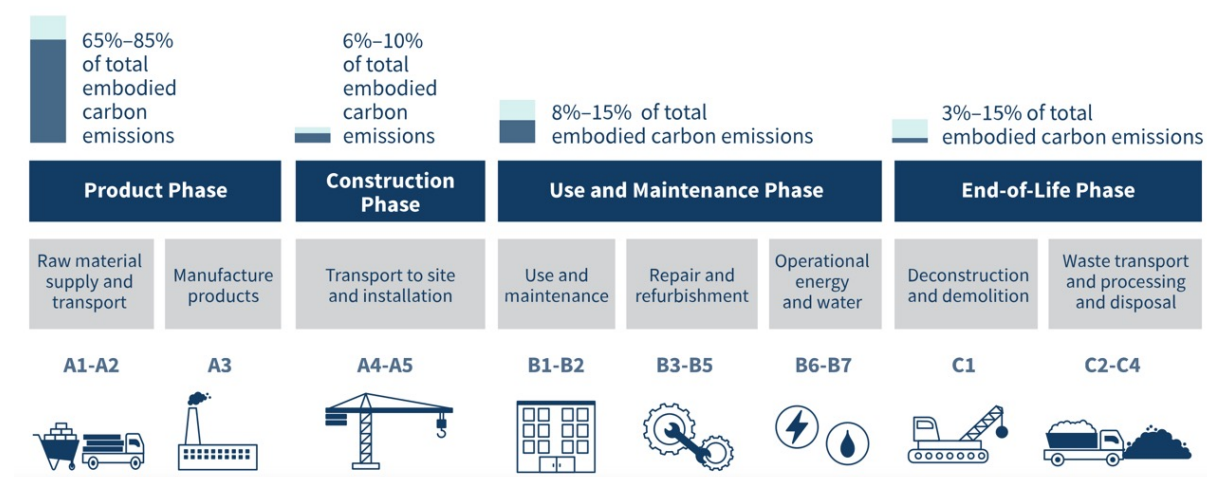 65%–85%
of total
embodied
carbon
emissions
6%–10%
of total
embodied
carbon
emissions
8%–15% of total
embodied carbon emissions
3%–15% of total
embodied carbon emissions
Product Phase
Construction
Phase
Use and Maintenance Phase
End-of-Life Phase
Raw material
supply and
transport
Manufacture
products
Transport to site
and installation
Use and
maintenance
Repair and
refurbishment
Operational
energy
and water
Deconstruction
and demolition
Waste transport
and processing
and disposal
A1-A2
A3
A4-A5
B1-B2
B3-B5
B6-B7
C1
C2-C4